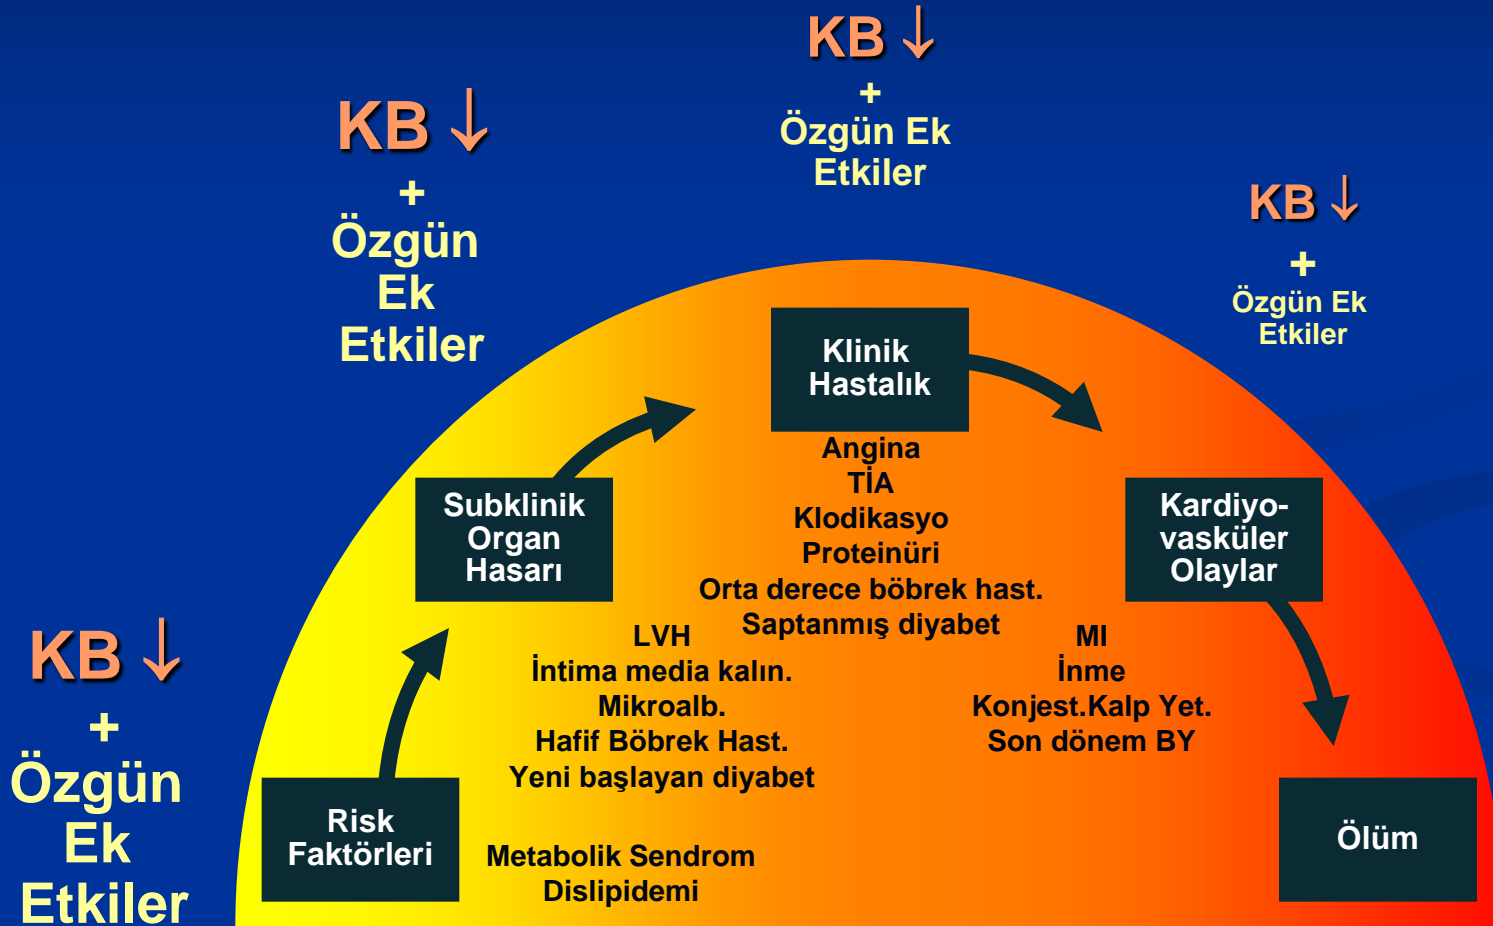 KB ↓
+
Özgün Ek
Etkiler
KB ↓
+
Özgün
Ek
Etkiler
KB ↓
+
Özgün Ek
Etkiler
Klinik
Hastalık
Angina
TİA
Klodikasyo
Proteinüri
Orta derece böbrek hast.
Saptanmış diyabet
Subklinik
Organ
Hasarı
Kardiyo-
vasküler
Olaylar
LVH
İntima media kalın.
Mikroalb.
Hafif Böbrek Hast.
Yeni başlayan diyabet
MI
İnme
Konjest.Kalp Yet.
Son dönem BY
KB ↓
+
Özgün
Ek
Etkiler
Risk
Faktörleri
Metabolik Sendrom
Dislipidemi
Ölüm